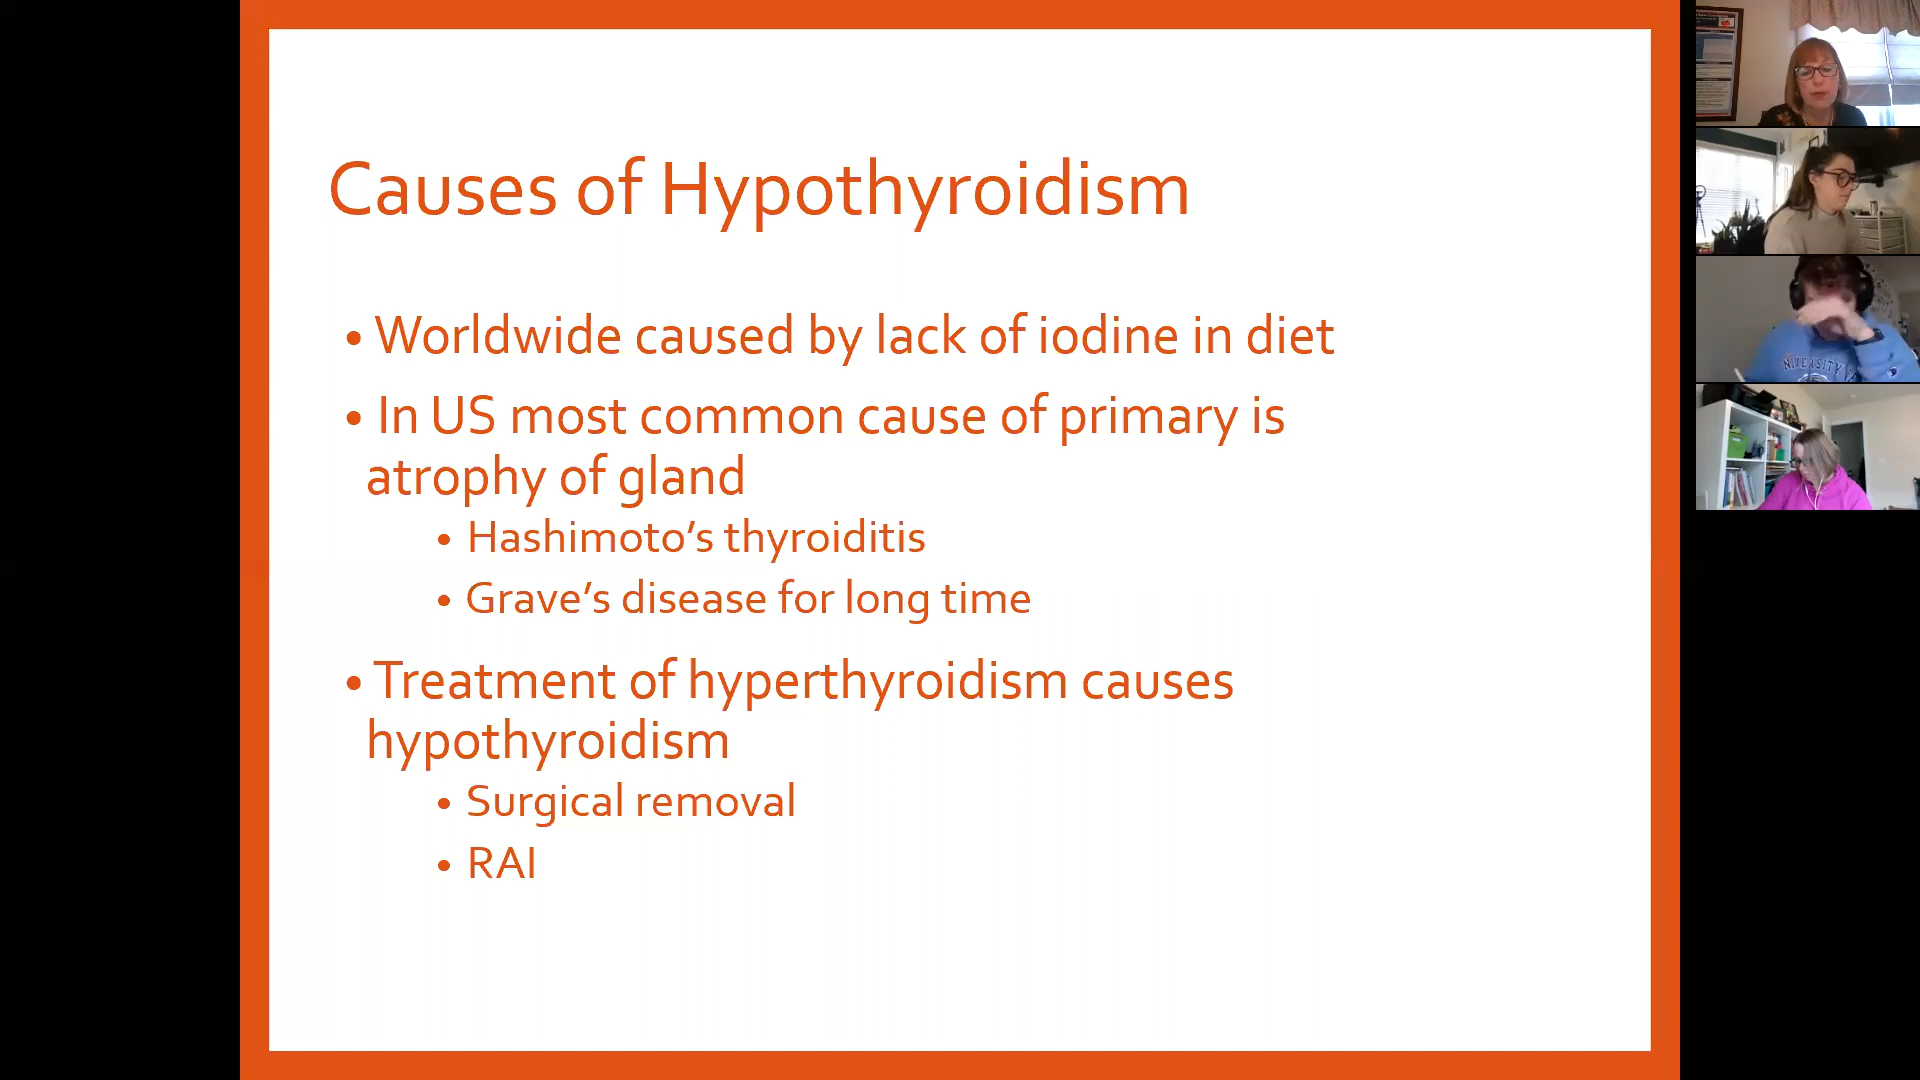 Causes of Hypothyroidism
• Worldwide caused by lack of iodine in diet
• In US most common cause of primary is
atrophy of gland
• Hashimoto’s thyroiditis
• Grave’s disease for long time
• Treatment of hyperthyroidism causes
hypothyroidism
• Surgical removal
• RAI